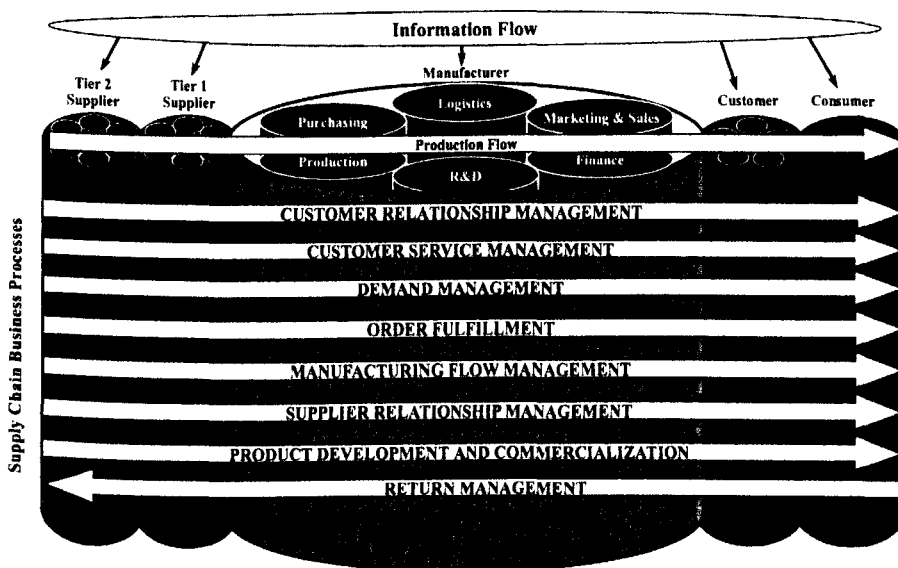 Information Flow
Manufacturer
Tier 2
Supplier
Tier 1
Supplier
Customer
Consumer
Logistics
Purchasing
Marketing & Sales
Production Flow
Production
Finance
R&D
Supply Chain Business Processes
CUSTOMER RELATIONSHIP MANAGEMENT
CUSTOMER SERVICE MANAGEMENT
DEMAND MANAGEMENT
ORDER FULFILLMENT
MANUFACTURING FLOW MANAGEMENT
SUPPLIER RELATIONSHIP MANAGEMENT
PRODUCT DEVELOPMENT AND COMMERCIALIZATION
RETURN MANAGEMENT